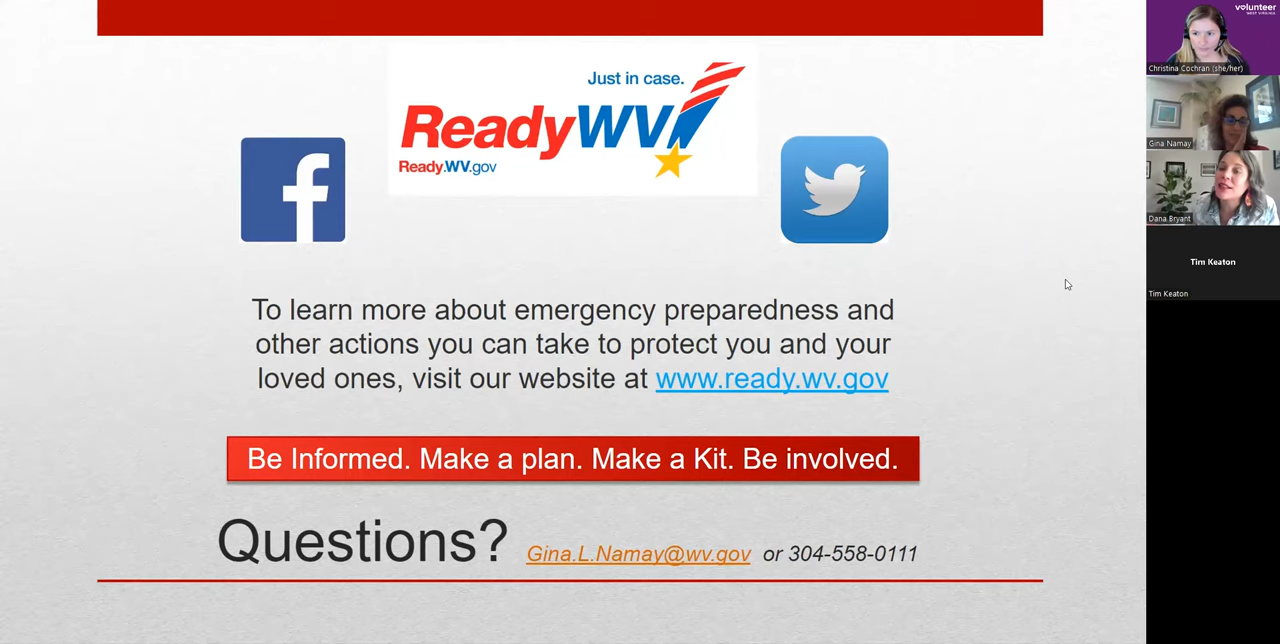 Just in case.
ReadyWV
Ready.WV.gov
f
To learn more about emergency preparedness and
other actions you can take to protect you and your
loved ones, visit our website at www.ready.wv.gov
Be Informed. Make a plan. Make a Kit. Be involved.
Questions? Gina.L.Namay@wv.gov or 304-558-0111
volunteer
WEST VIRGINIA
Christina Cochran (she/her)
Gina Namay
Dana Bryant
Tim Keaton
Tim Keaton